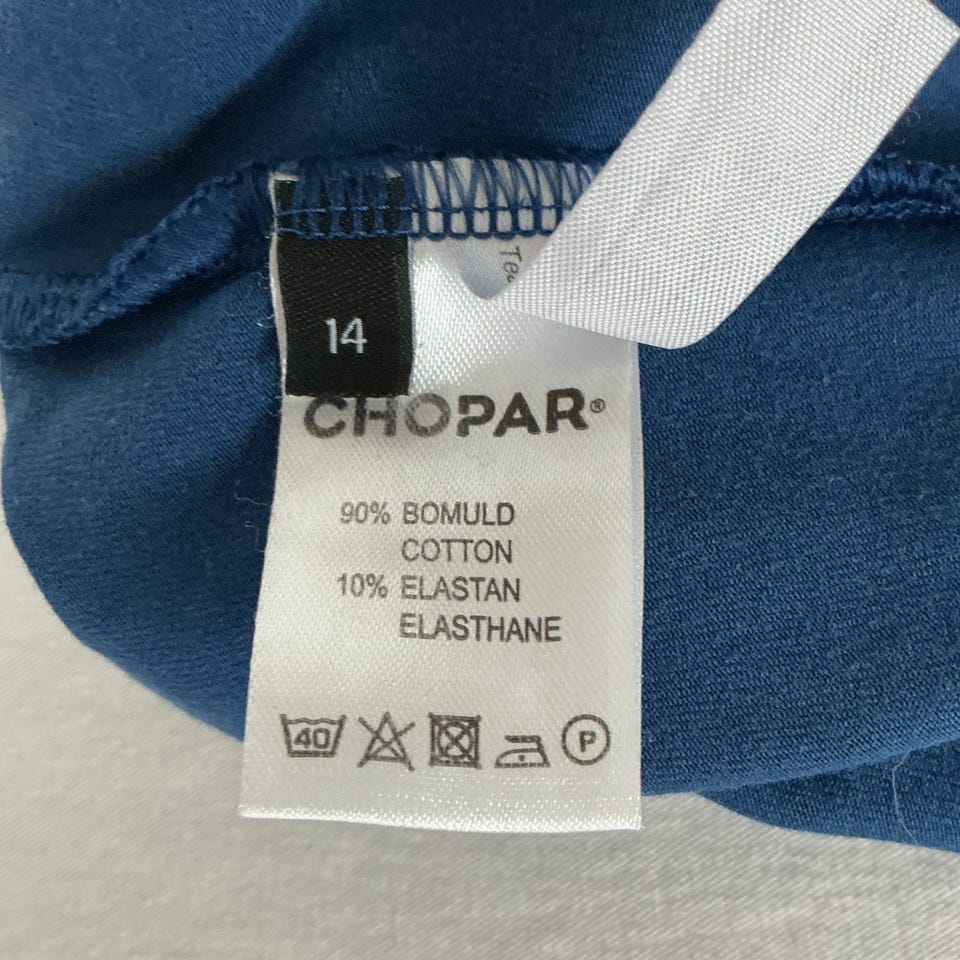 14
CHOPAR®
90% BOMULD
COTTON
10% ELASTAN
ELASTHANE
40 P